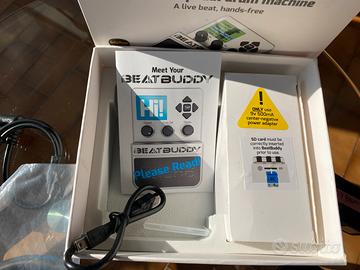 drum machine
A live beat, hands-free
Meet Your
BEATBUDDY
Hi!
BEATBUDDY
Please Read!
ONLY use
9v 500mA
center-negative
power adapter
SD card must
be correctly
inserted into
BeatBuddy
prior to use.